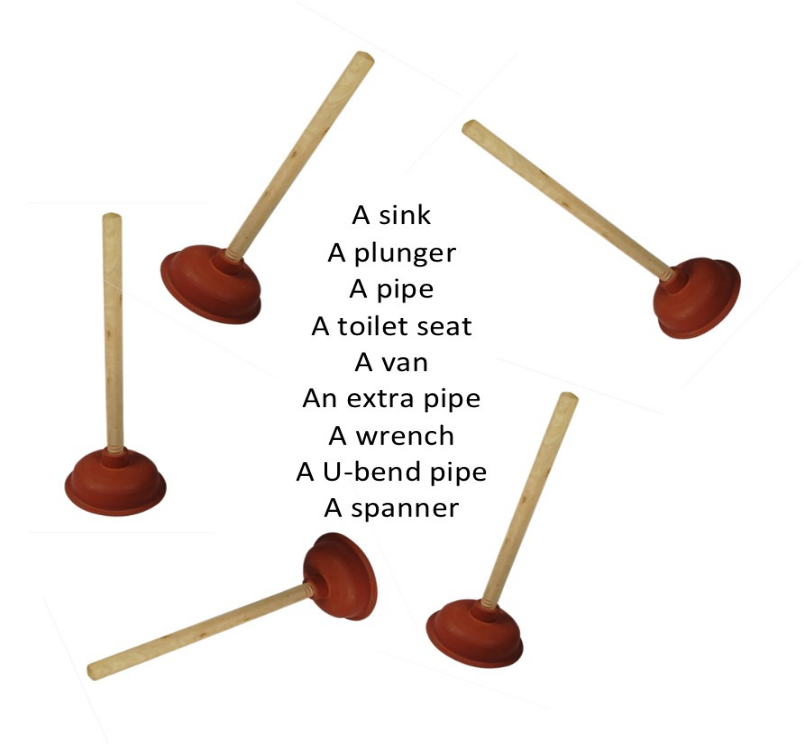 A sink
A plunger
A pipe
A toilet seat
A van
An extra pipe
A wrench
A U-bend pipe
A spanner